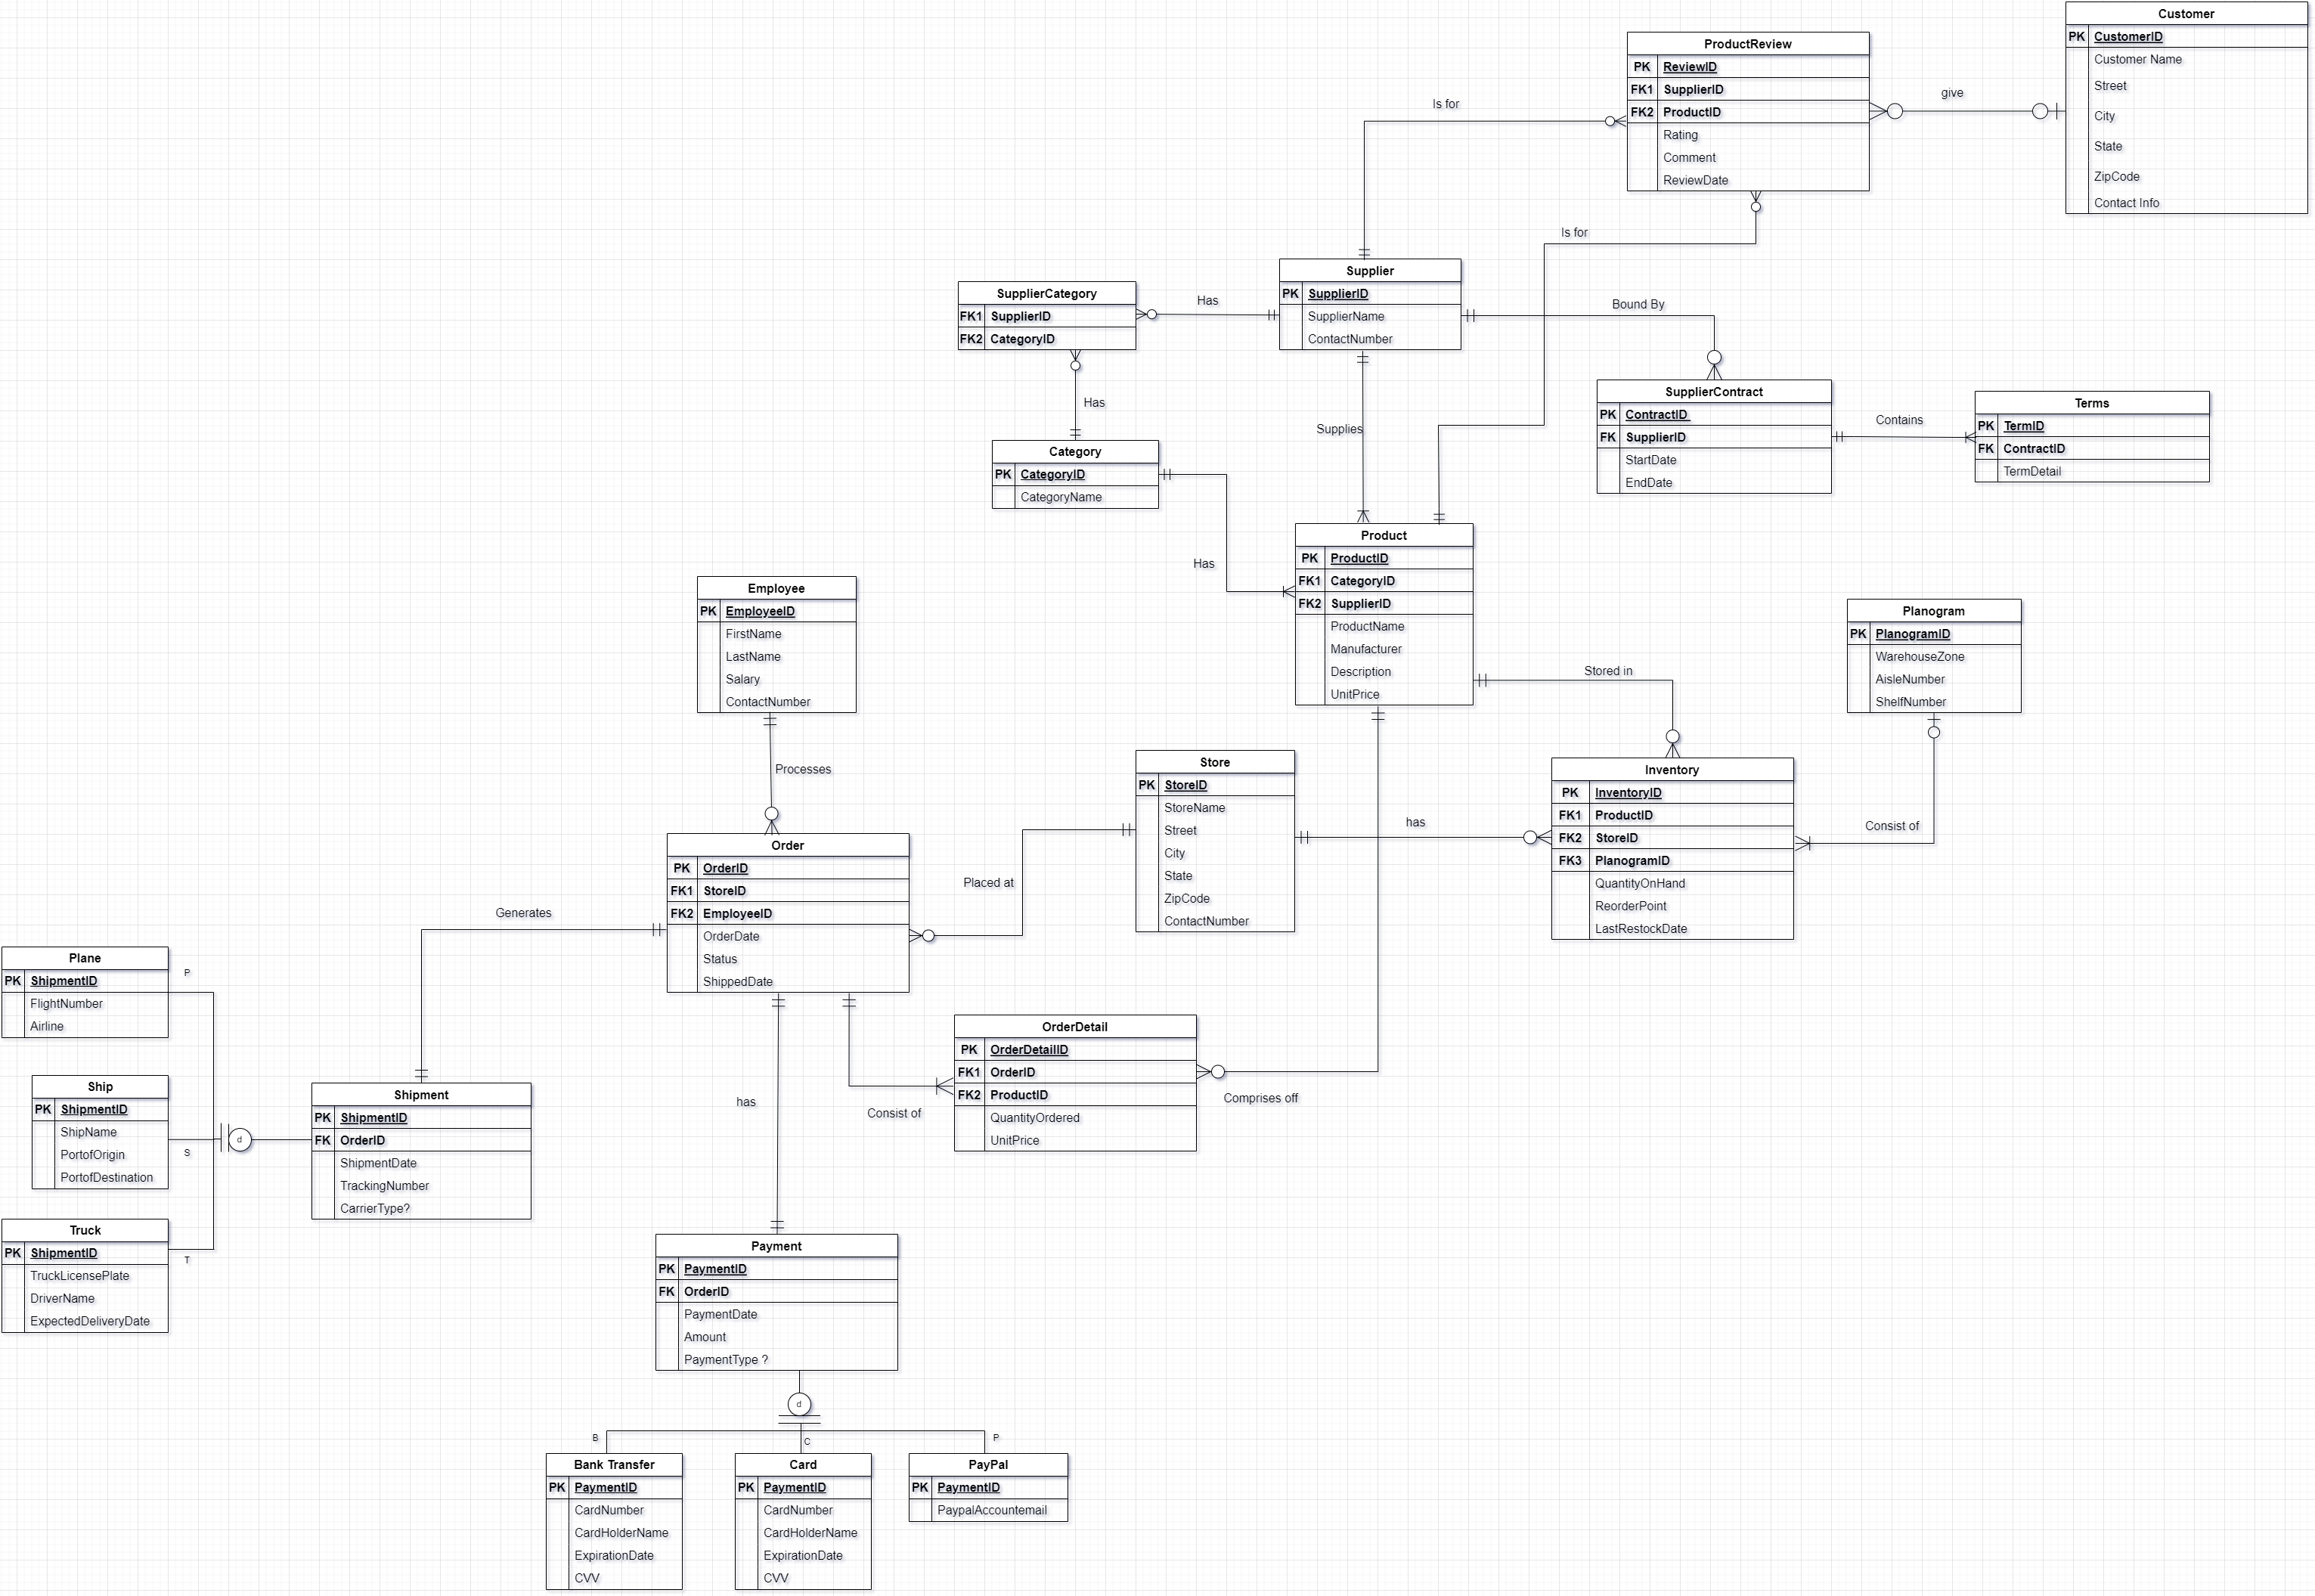 Customer
PK CustomerID
Customer Name
Street
City
State
ZipCode
Contact Info
ProductReview
PK ReviewID
FK1 SupplierID
FK2 ProductID
Rating
Comment
ReviewDate
give
Is for
Is for
Supplier
PK SupplierID
SupplierName
ContactNumber
SupplierCategory
FK1 SupplierID
FK2 CategoryID
Has
Bound By
Has
Supplies
SupplierContract
PK ContractID
FK SupplierID
StartDate
EndDate
Contains
Terms
PK TermID
FK ContractID
TermDetail
Category
PK CategoryID
CategoryName
Has
Product
PK ProductID
FK1 CategoryID
FK2 SupplierID
ProductName
Manufacturer
Description
UnitPrice
Employee
PK EmployeeID
FirstName
LastName
Salary
ContactNumber
Processes
Planogram
PK PlanogramID
WarehouseZone
AisleNumber
ShelfNumber
Stored in
Store
PK StoreID
StoreName
Street
City
State
ZipCode
ContactNumber
has
Inventory
PK InventoryID
FK1 ProductID
FK2 StoreID
FK3 PlanogramID
QuantityOnHand
ReorderPoint
LastRestockDate
Consist of
Order
PK OrderID
FK1 StoreID
FK2 EmployeeID
OrderDate
Status
ShippedDate
Placed at
Generates
Plane
PK ShipmentID
FlightNumber
Airline
P
Ship
PK ShipmentID
ShipName
PortofOrigin
PortofDestination
S
d
Shipment
PK ShipmentID
FK OrderID
ShipmentDate
TrackingNumber
CarrierType?
Truck
PK ShipmentID
TruckLicensePlate
DriverName
ExpectedDeliveryDate
T
OrderDetail
PK OrderDetailID
FK1 OrderID
FK2 ProductID
QuantityOrdered
UnitPrice
has
Consist of
Comprises off
Payment
PK PaymentID
FK OrderID
PaymentDate
Amount
PaymentType ?
d
B
C
P
Bank Transfer
PK PaymentID
CardNumber
CardHolderName
ExpirationDate
CVV
Card
PK PaymentID
CardNumber
CardHolderName
ExpirationDate
CVV
PayPal
PK PaymentID
PaypalAccountemail